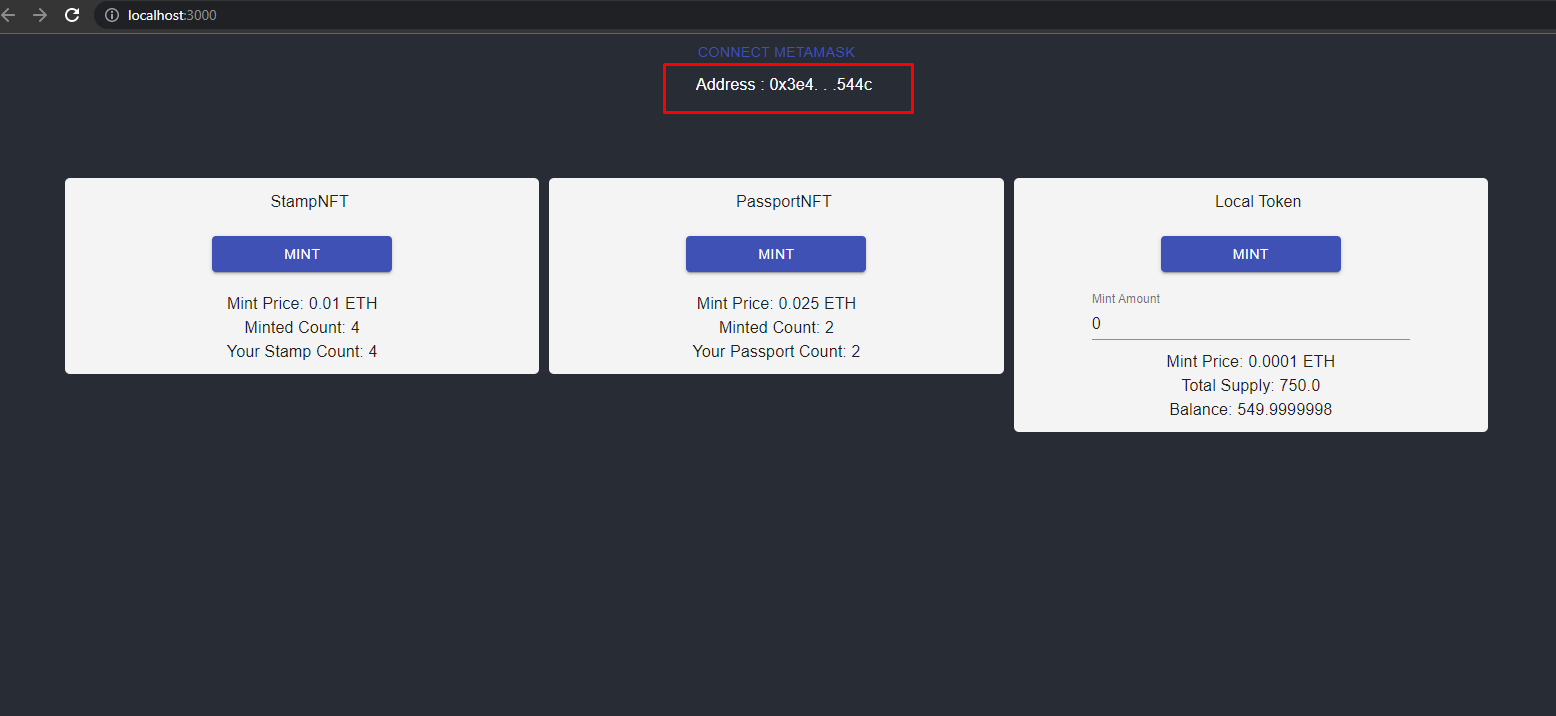 localhost:3000
CONNECT METAMASK
Address : 0x3e4. . .544c
StampNFT
MINT
Mint Price: 0.01 ETH
Minted Count: 4
Your Stamp Count: 4
PassportNFT
MINT
Mint Price: 0.025 ETH
Minted Count: 2
Your Passport Count: 2
Local Token
MINT
Mint Amount
0
Mint Price: 0.0001 ETH
Total Supply: 750.0
Balance: 549.9999998